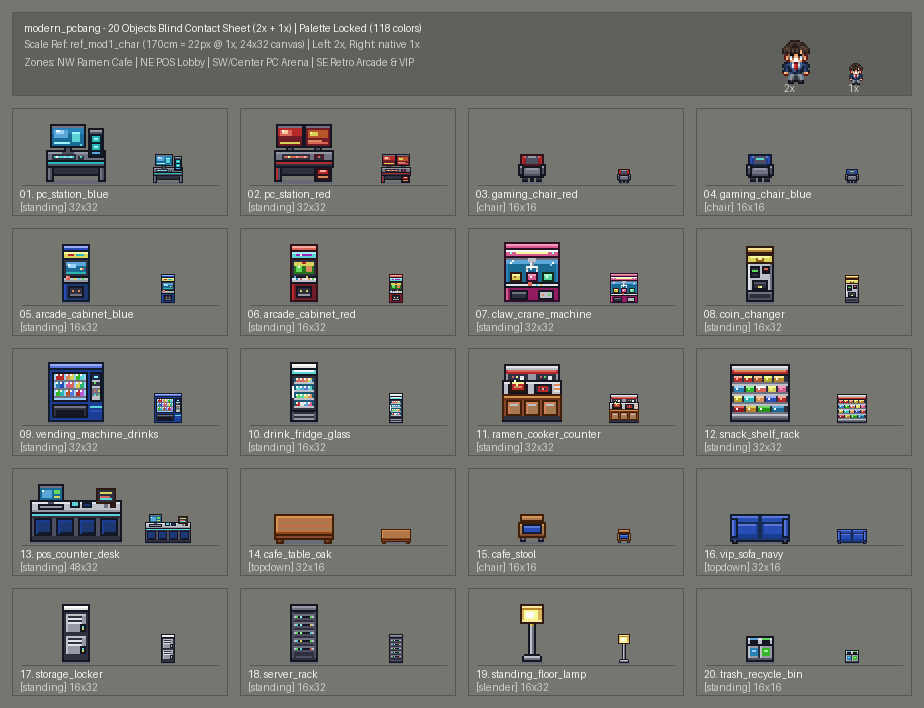 modern_pcbang - 20 Objects Blind Contact Sheet (2x + 1x) | Palette Locked (118 colors)
Scale Ref: ref_mod1_char (170cm = 22px @ 1x, 24x32 canvas) | Left 2x, Right: native 1x
Zones: NW Ramen Cafe | NE POS Lobby | SW/Center PC Arena | SE Retro Arcade & VIP
2x
1x
01. pc_station_blue
[standing] 32x32
02. pc_station_red
[standing] 32x32
03. gaming_chair_red
[chair] 16x16
04. gaming_chair_blue
[chair] 16x16
05. arcade_cabinet_blue
[standing] 16x32
06. arcade_cabinet_red
[standing] 16x32
07. claw_crane_machine
[standing] 32x32
08. coin_changer
[standing] 16x32
09. vending_machine_drinks
[standing] 32x32
10. drink_fridge_glass
[standing] 16x32
11. ramen_cooker_counter
[standing] 32x32
12. snack_shelf_rack
[standing] 32x32
13. pos_counter_desk
[standing] 48x32
14. cafe_table_oak
[topdown] 32x16
15. cafe_stool
[chair] 16x16
16. vip_sofa_navy
[topdown] 32x16
17. storage_locker
[standing] 16x32
18. server_rack
[standing] 16x32
19. standing_floor_lamp
[slender] 16x32
20. trash_recycle_bin
[standing] 16x16